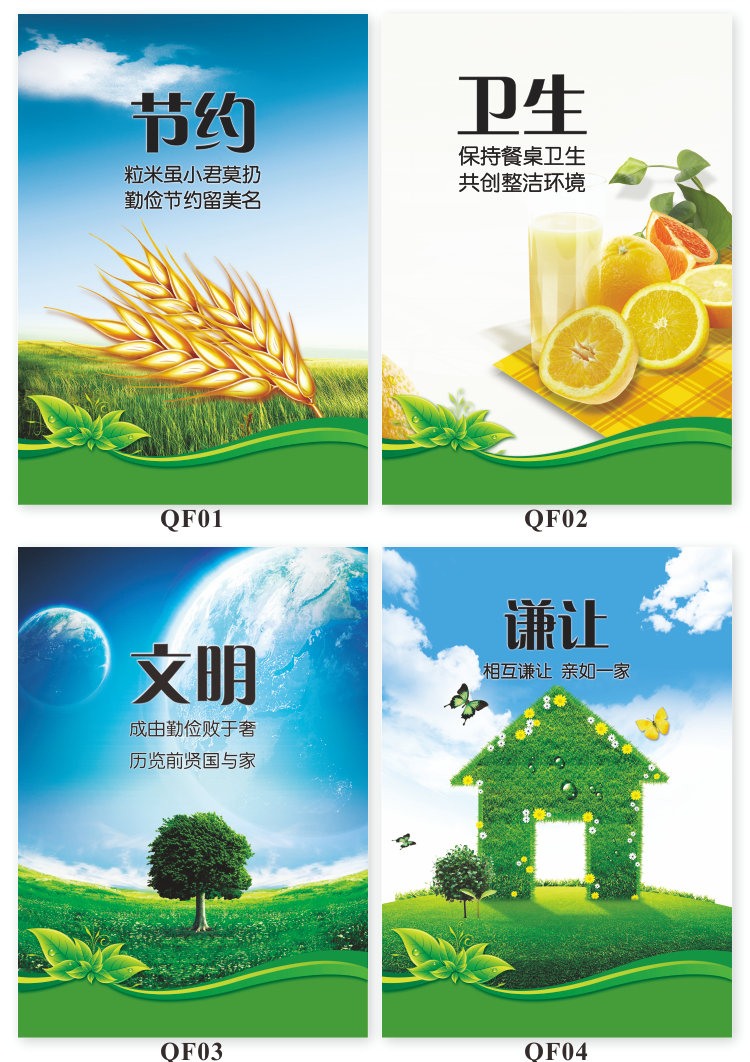 节约
粒米虽小君莫扔
勤俭节约留美名
QF01
卫生
保持餐桌卫生
共创整洁环境
QF02
文明
成由勤俭败于奢
历览前贤国与家
QF03
谦让
相互谦让 亲如一家
QF04